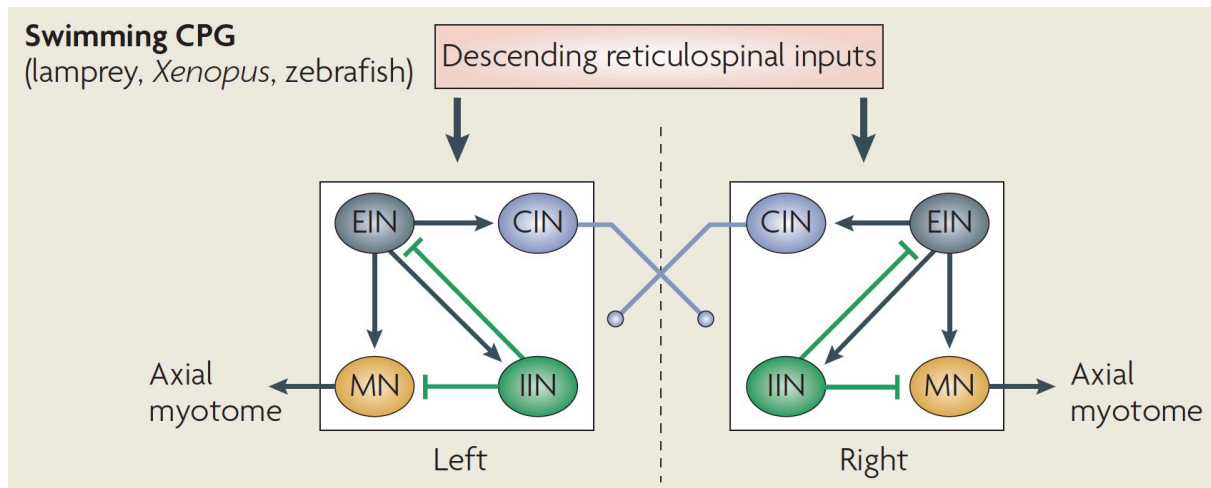 Swimming CPG
(lamprey, Xenopus, zebrafish)
Descending reticulospinal inputs
EIN
CIN
CIN
EIN
Axial
myotome
MN
IIN
IIN
MN
Axial
myotome
Left
Right